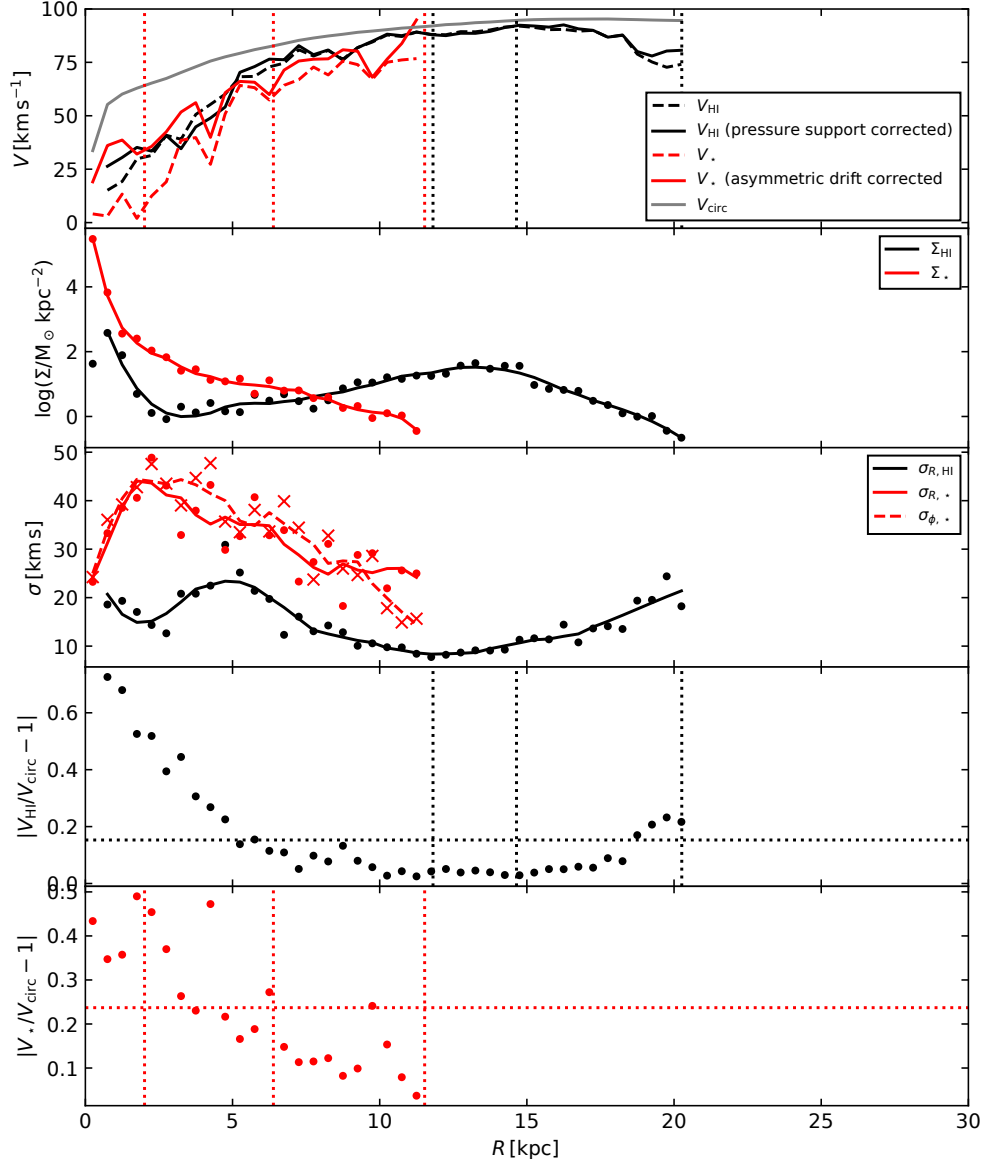 100
75
50
25
0
V [km s⁻¹]
V_HI
V_HI (pressure support corrected)
V⋆
V⋆ (asymmetric drift corrected
V_circ
4
2
0
log(Σ/M⊙ kpc⁻²)
Σ_HI
Σ⋆
50
40
30
20
10
σ [km s]
σ_R, HI
σ_R, ⋆
σ_ϕ, ⋆
0.6
0.4
0.2
0.0
|V_HI/V_circ − 1|
0.5
0.4
0.3
0.2
0.1
|V⋆/V_circ − 1|
0 5 10 15 20 25 30
R [kpc]